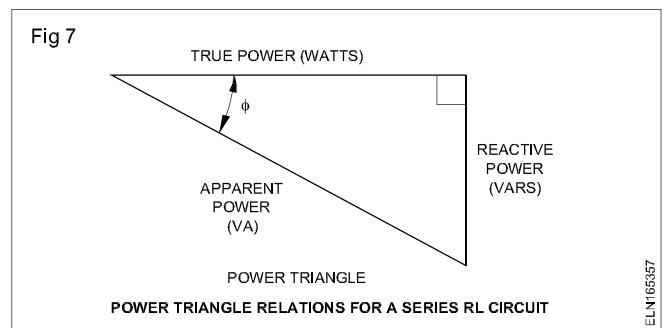 Fig 7
TRUE POWER (WATTS)
ϕ
REACTIVE
POWER
(VARS)
APPARENT
POWER
(VA)
POWER TRIANGLE
POWER TRIANGLE RELATIONS FOR A SERIES RL CIRCUIT
ELN165357